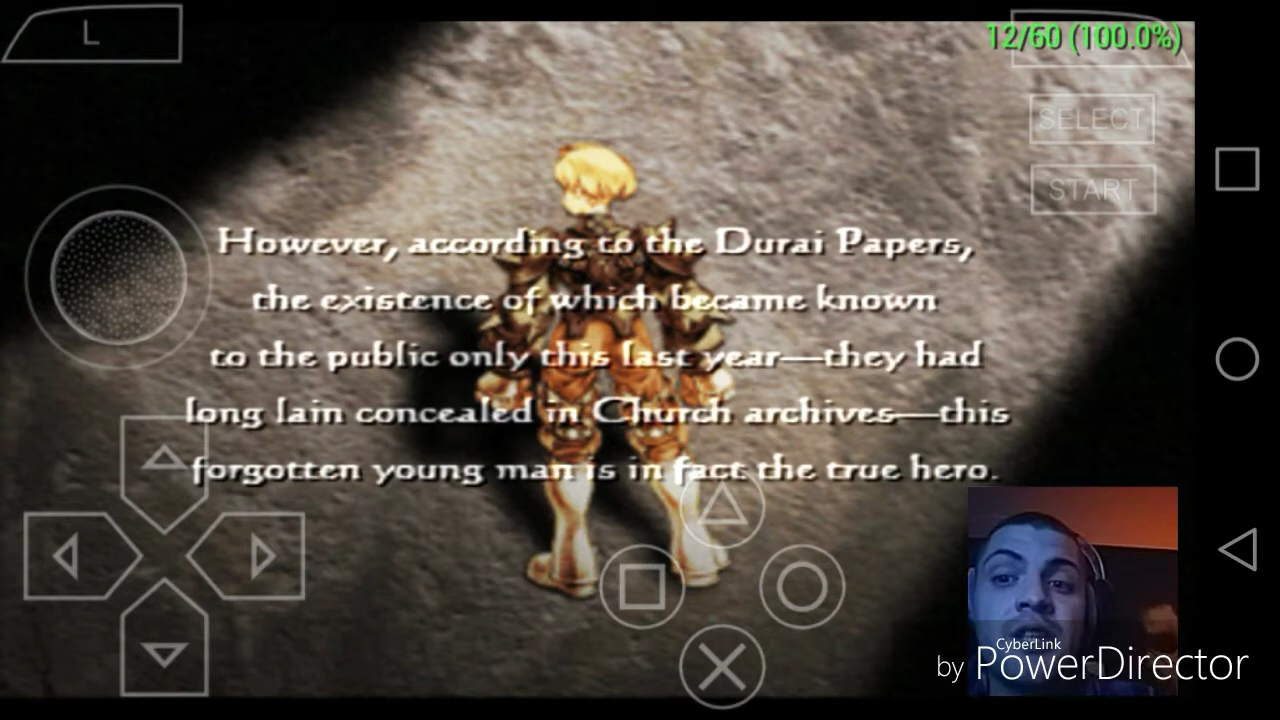 L
12/60 (100.0%)
SELECT
START
However, according to the Durai Papers,
the existence of which became known
to the public only this last year—they had
long lain concealed in Church archives—this
forgotten young man is in fact the true hero.
CyberLink
by PowerDirector